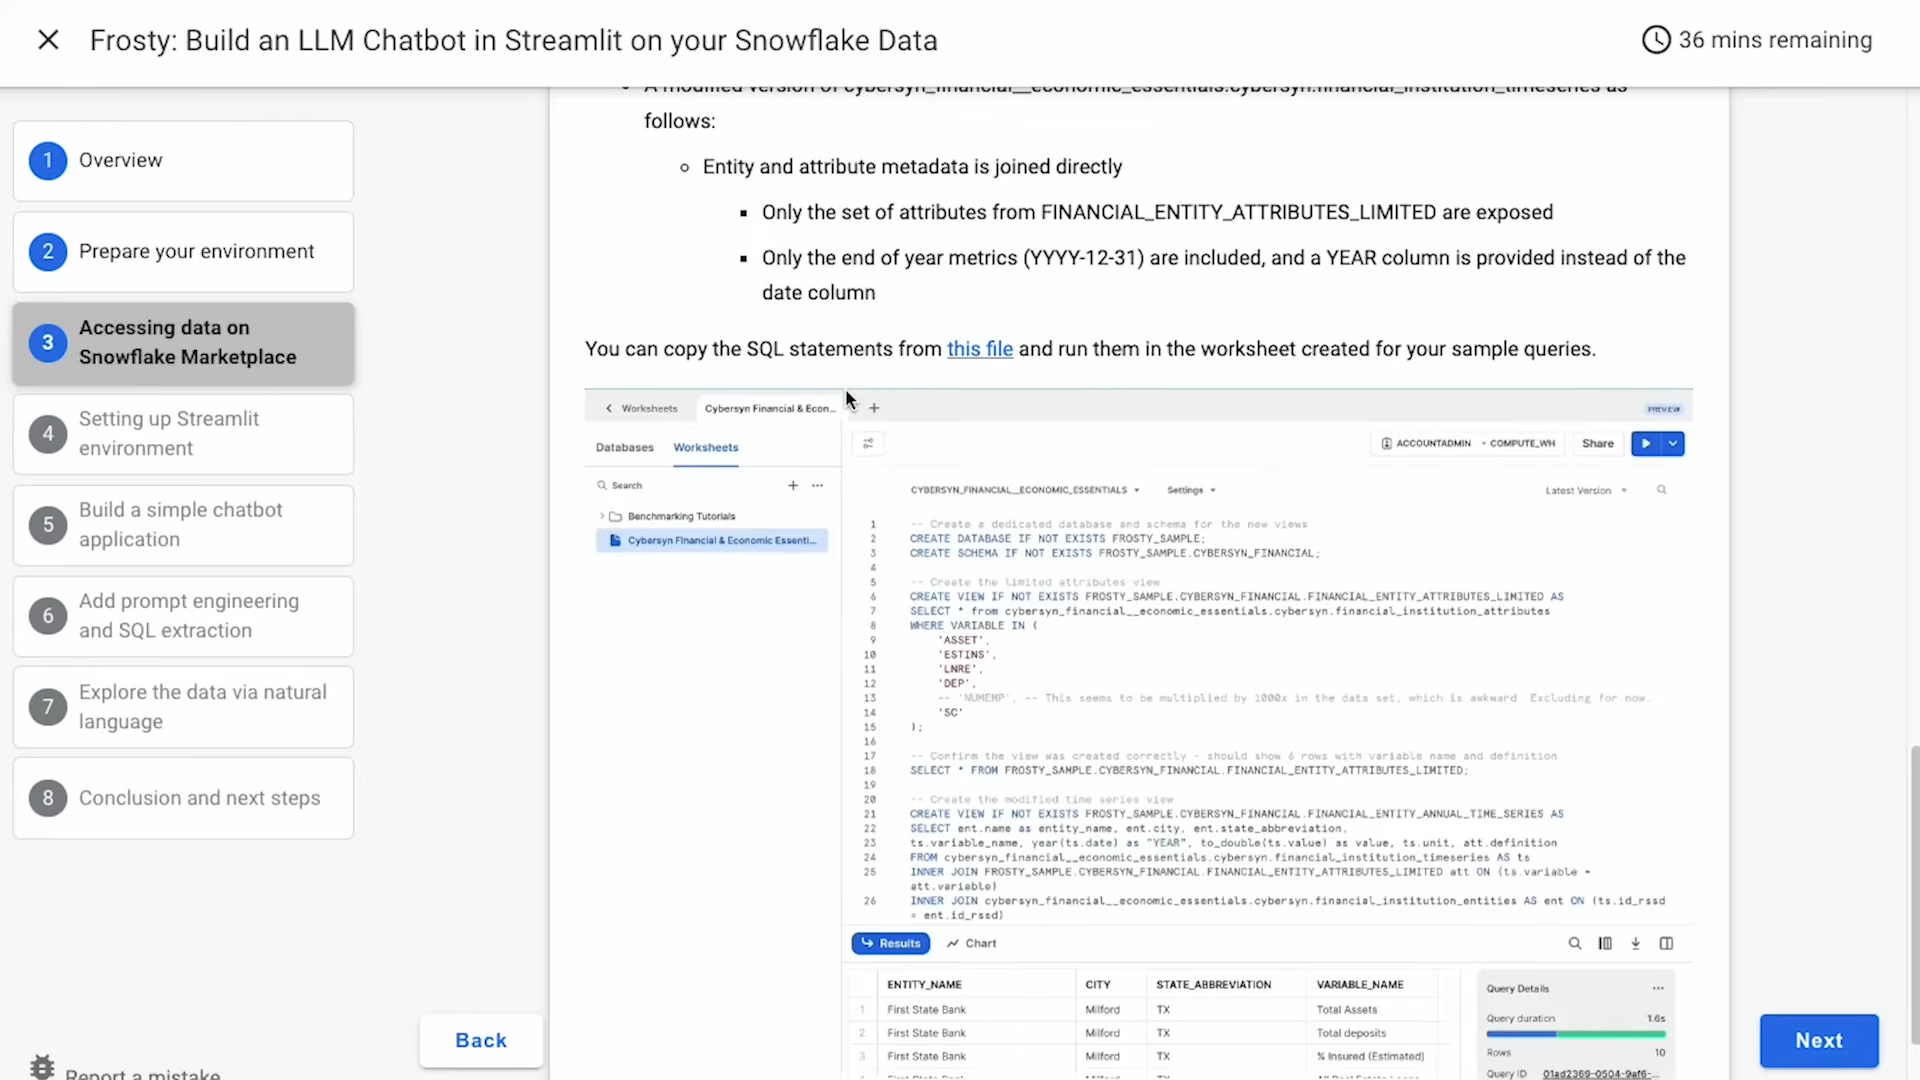 Frosty: Build an LLM Chatbot in Streamlit on your Snowflake Data
36 mins remaining
1 Overview
2 Prepare your environment
3 Accessing data on
Snowflake Marketplace
4 Setting up Streamlit
environment
5 Build a simple chatbot
application
6 Add prompt engineering
and SQL extraction
7 Explore the data via natural
language
8 Conclusion and next steps
Report a mistake
A modified version of cybersyn_financial__economic_essentials.cybersyn.financial_institution_timeseries as
follows:
Entity and attribute metadata is joined directly
Only the set of attributes from FINANCIAL_ENTITY_ATTRIBUTES_LIMITED are exposed
Only the end of year metrics (YYYY-12-31) are included, and a YEAR column is provided instead of the
date column
You can copy the SQL statements from this file and run them in the worksheet created for your sample queries.
Worksheets
Cybersyn Financial & Econ...
PREVIEW
Databases
Worksheets
ACCOUNTADMIN · COMPUTE_WH
Share
Search
Benchmarking Tutorials
Cybersyn Financial & Economic Essenti...
CYBERSYN_FINANCIAL__ECONOMIC_ESSENTIALS
Settings
Latest Version
1 -- Create a dedicated database and schema for the new views
2 CREATE DATABASE IF NOT EXISTS FROSTY_SAMPLE;
3 CREATE SCHEMA IF NOT EXISTS FROSTY_SAMPLE.CYBERSYN_FINANCIAL;
4
5 -- Create the limited attributes view
6 CREATE VIEW IF NOT EXISTS FROSTY_SAMPLE.CYBERSYN_FINANCIAL.FINANCIAL_ENTITY_ATTRIBUTES_LIMITED AS
7 SELECT * from cybersyn_financial__economic_essentials.cybersyn.financial_institution_attributes
8 WHERE VARIABLE IN (
9 'ASSET',
10 'ESTINS',
11 'LNRE',
12 'DEP',
13 -- 'NUMEMP', -- This seems to be multiplied by 1000x in the data set, which is awkward. Excluding for now.
14 'SC'
15 );
16
17 -- Confirm the view was created correctly - should show 6 rows with variable name and definition
18 SELECT * FROM FROSTY_SAMPLE.CYBERSYN_FINANCIAL.FINANCIAL_ENTITY_ATTRIBUTES_LIMITED;
19
20 -- Create the modified time series view
21 CREATE VIEW IF NOT EXISTS FROSTY_SAMPLE.CYBERSYN_FINANCIAL.FINANCIAL_ENTITY_ANNUAL_TIME_SERIES AS
22 SELECT ent.name as entity_name, ent.city, ent.state_abbreviation,
23 ts.variable_name, year(ts.date) as "YEAR", to_double(ts.value) as value, ts.unit, att.definition
24 FROM cybersyn_financial__economic_essentials.cybersyn.financial_institution_timeseries AS ts
25 INNER JOIN FROSTY_SAMPLE.CYBERSYN_FINANCIAL.FINANCIAL_ENTITY_ATTRIBUTES_LIMITED att ON (ts.variable =
att.variable)
26 INNER JOIN cybersyn_financial__economic_essentials.cybersyn.financial_institution_entities AS ent ON (ts.id_rssd
= ent.id_rssd)
Results
Chart
ENTITY_NAME CITY STATE_ABBREVIATION VARIABLE_NAME
1 First State Bank Milford TX Total Assets
2 First State Bank Milford TX Total deposits
3 First State Bank Milford TX % Insured (Estimated)
Query Details
Query duration 1.6s
Rows 10
Query ID 01ad2369-0504-9af6-...
Back
Next